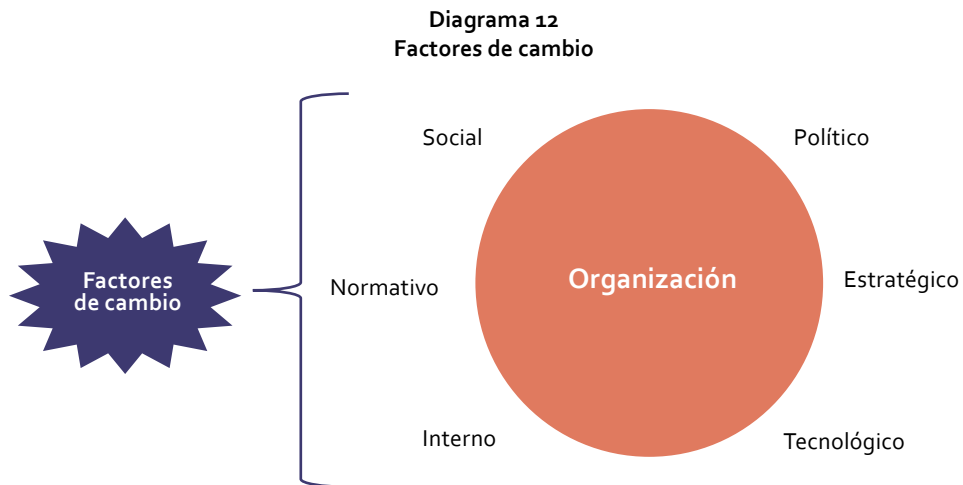 Diagrama 12
Factores de cambio
Social
Político
Factores
de cambio
Normativo
Organización
Estratégico
Interno
Tecnológico